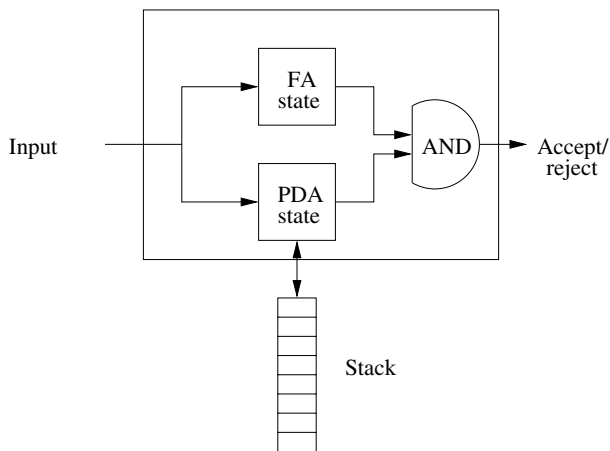 FA
state
Input
AND
Accept/
reject
PDA
state
Stack